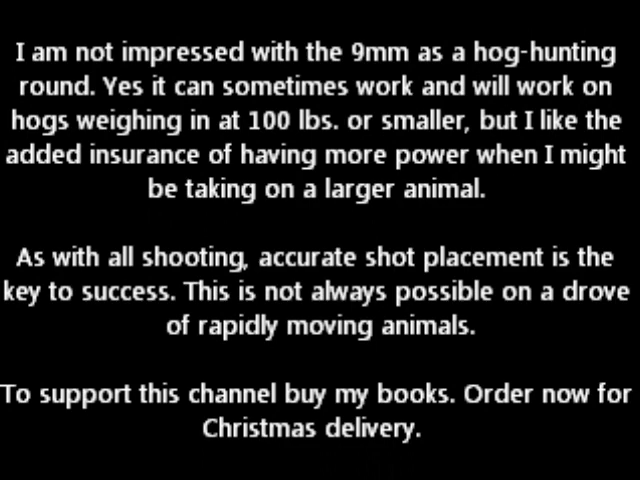 I am not impressed with the 9mm as a hog-hunting
round. Yes it can sometimes work and will work on
hogs weighing in at 100 lbs. or smaller, but I like the
added insurance of having more power when I might
be taking on a larger animal.
As with all shooting, accurate shot placement is the
key to success. This is not always possible on a drove
of rapidly moving animals.
To support this channel buy my books. Order now for
Christmas delivery.